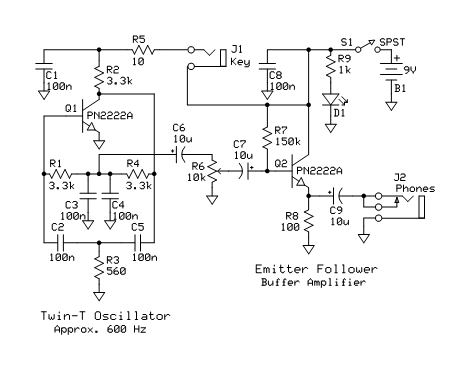 R5
10
J1
Key
S1 SPST
C1
100n
R2
3.3k
C8
100n
R9
1k
+
9V
B1
D1
Q1
PN2222A
C6
10u
+
R7
150k
C7
10u
+
Q2
PN2222A
R1
3.3k
R4
3.3k
R6
10k
J2
Phones
C3
100n
C4
100n
+
C9
10u
R8
100
C2
100n
C5
100n
R3
560
Emitter Follower
Buffer Amplifier
Twin-T Oscillator
Approx. 600 Hz